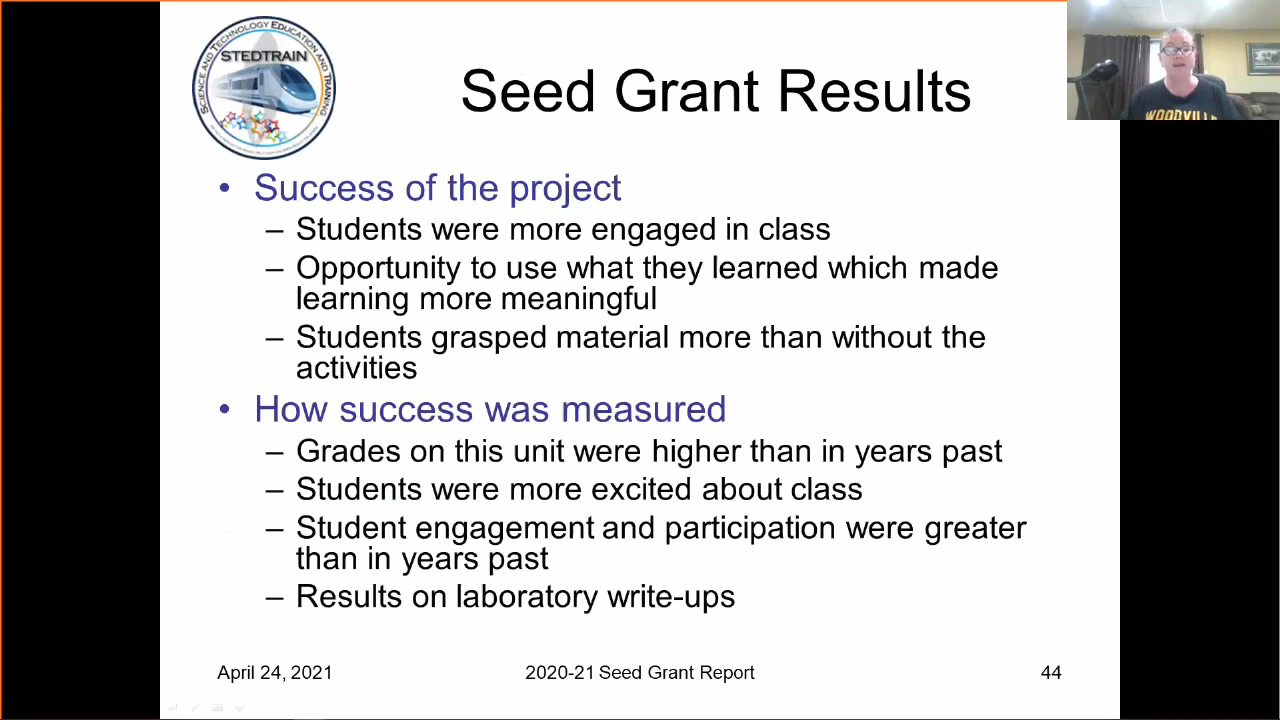 SCIENCE AND TECHNOLOGY EDUCATION AND TRAINING
STEDTRAIN
Seed Grant Results
WOODVILLE
• Success of the project
– Students were more engaged in class
– Opportunity to use what they learned which made
learning more meaningful
– Students grasped material more than without the
activities
• How success was measured
– Grades on this unit were higher than in years past
– Students were more excited about class
– Student engagement and participation were greater
than in years past
– Results on laboratory write-ups
April 24, 2021
2020-21 Seed Grant Report
44